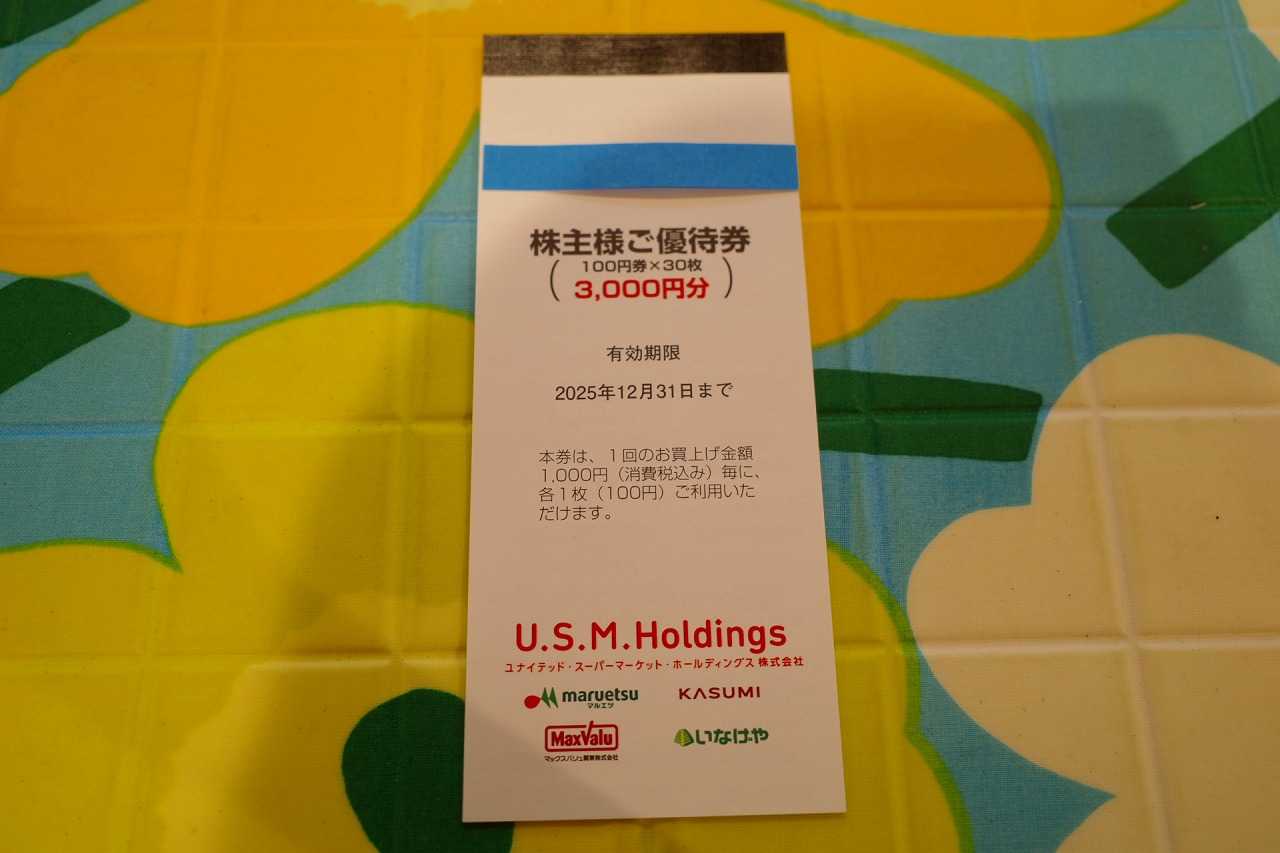 株主様ご優待券
(100円券×30枚
3,000円分)
有効期限
2025年12月31日まで
本券は、1回のお買上げ金額
1,000円(消費税込み)毎に、
各1枚(100円)ご利用いた
だけます。
U.S.M.Holdings
ユナイテッド・スーパーマーケット・ホールディングス 株式会社
maruetsu
マルエツ
KASUMI
MaxValu
マックスバリュ関東株式会社
いなげや